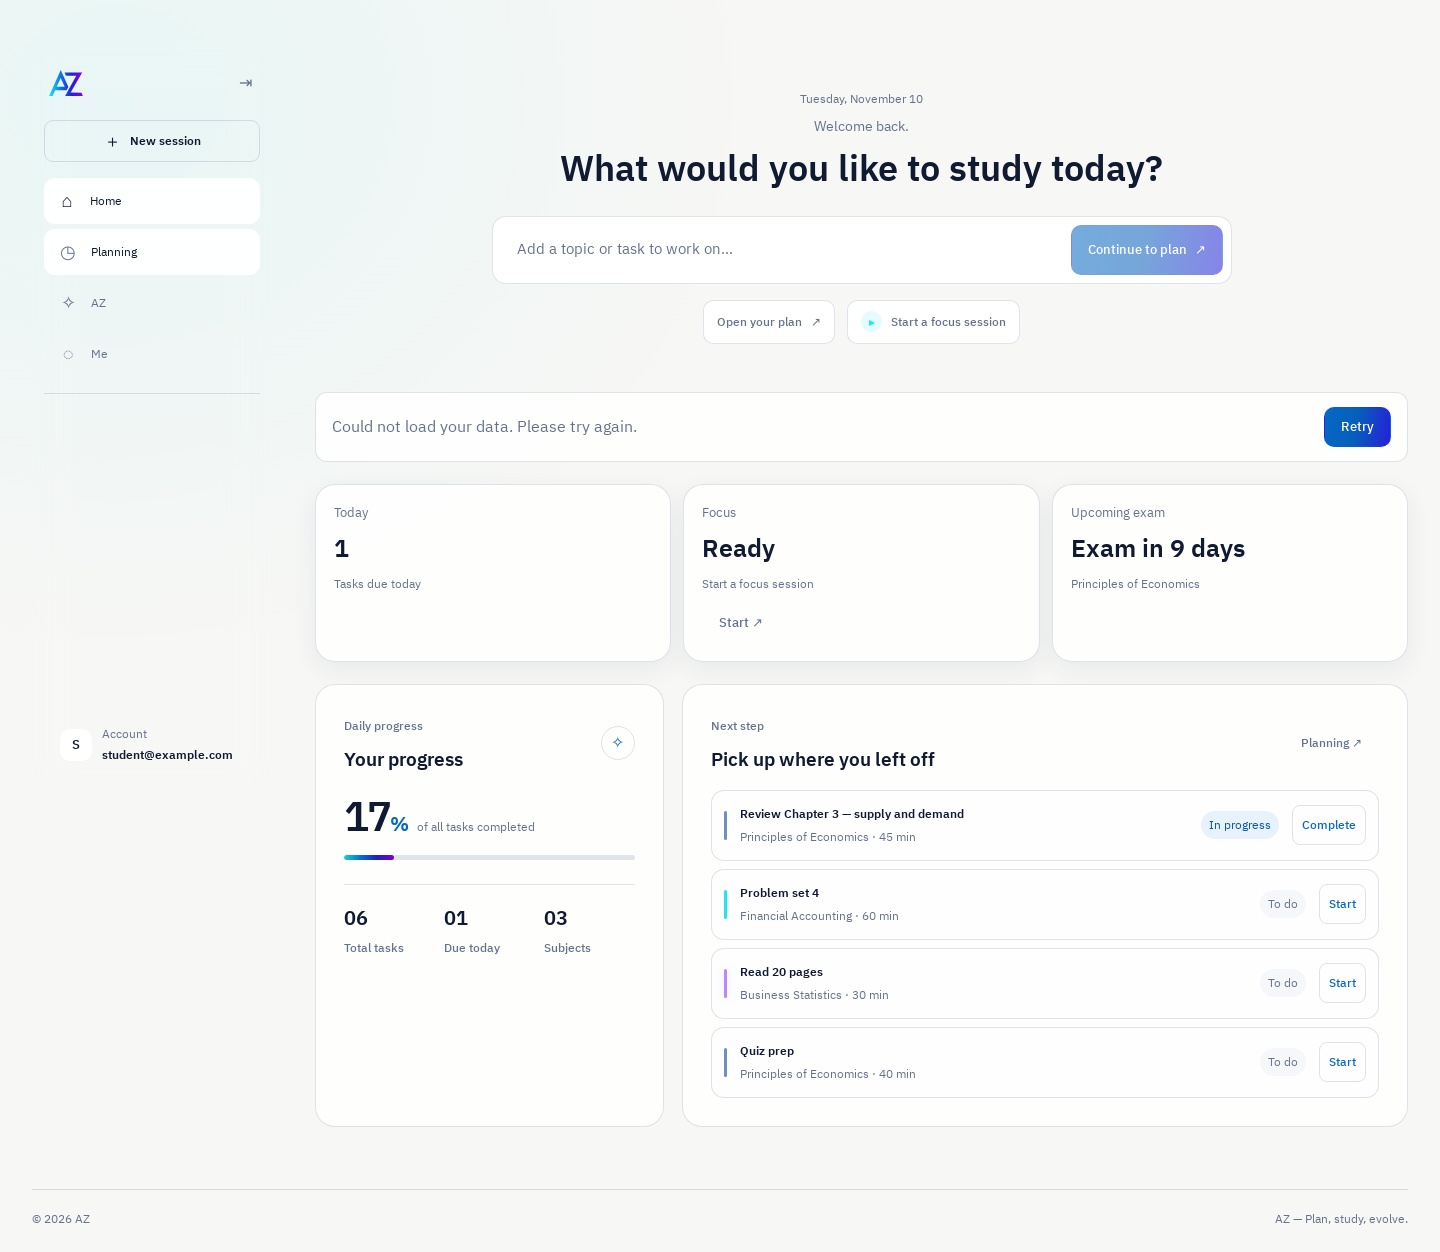 AZ
New session
Home
Planning
AZ
Me
Account
S
student@example.com
Tuesday, November 10
Welcome back.
What would you like to study today?
Add a topic or task to work on...
Continue to plan ↗
Open your plan ↗
Start a focus session
Could not load your data. Please try again.
Retry
Today
1
Tasks due today
Focus
Ready
Start a focus session
Start ↗
Upcoming exam
Exam in 9 days
Principles of Economics
Daily progress
Your progress
17% of all tasks completed
06
Total tasks
01
Due today
03
Subjects
Next step
Pick up where you left off
Planning ↗
Review Chapter 3 — supply and demand
Principles of Economics · 45 min
In progress
Complete
Problem set 4
Financial Accounting · 60 min
To do
Start
Read 20 pages
Business Statistics · 30 min
To do
Start
Quiz prep
Principles of Economics · 40 min
To do
Start
© 2026 AZ
AZ — Plan, study, evolve.